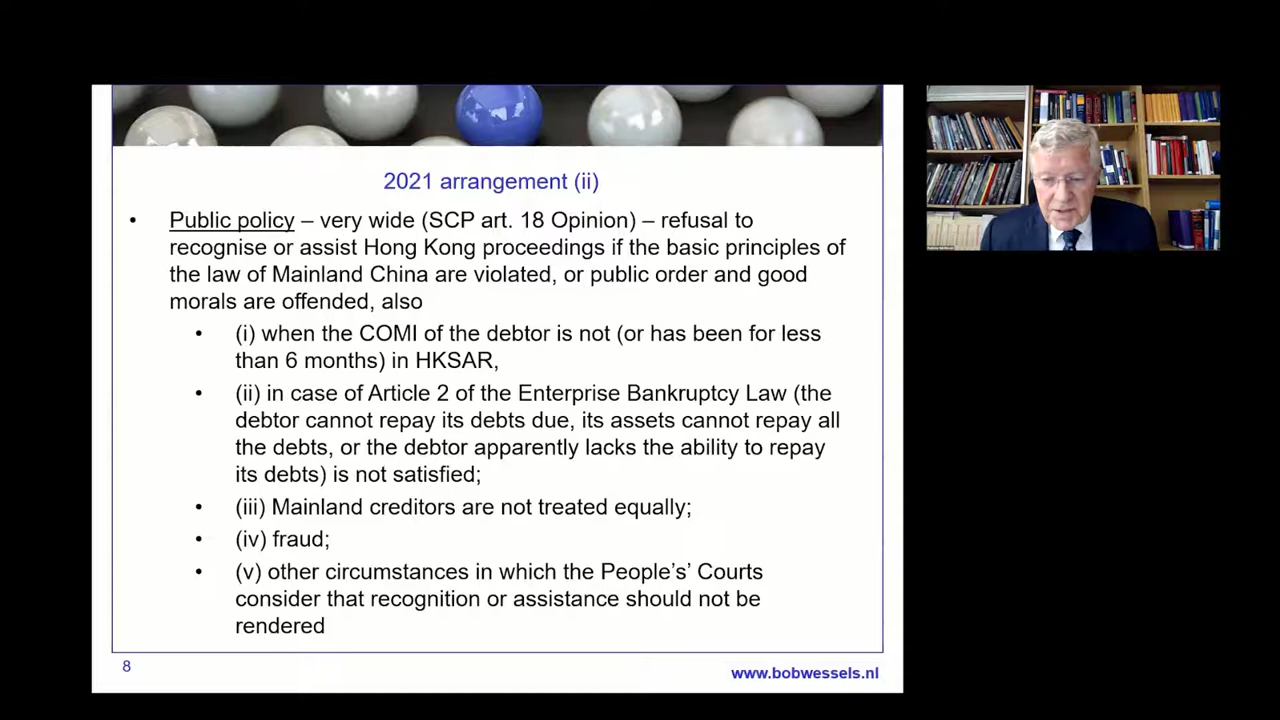 2021 arrangement (ii)
• Public policy – very wide (SCP art. 18 Opinion) – refusal to
recognise or assist Hong Kong proceedings if the basic principles of
the law of Mainland China are violated, or public order and good
morals are offended, also
• (i) when the COMI of the debtor is not (or has been for less
than 6 months) in HKSAR,
• (ii) in case of Article 2 of the Enterprise Bankruptcy Law (the
debtor cannot repay its debts due, its assets cannot repay all
the debts, or the debtor apparently lacks the ability to repay
its debts) is not satisfied;
• (iii) Mainland creditors are not treated equally;
• (iv) fraud;
• (v) other circumstances in which the People’s’ Courts
consider that recognition or assistance should not be
rendered
8
www.bobwessels.nl